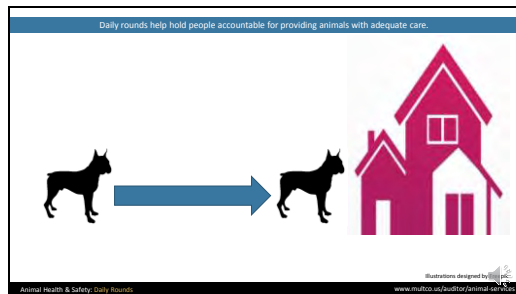 Daily rounds help hold people accountable for providing animals with adequate care.
Illustrations designed by
Animal Health & Safety: Daily Rounds
www.multco.us/auditor/animal-services